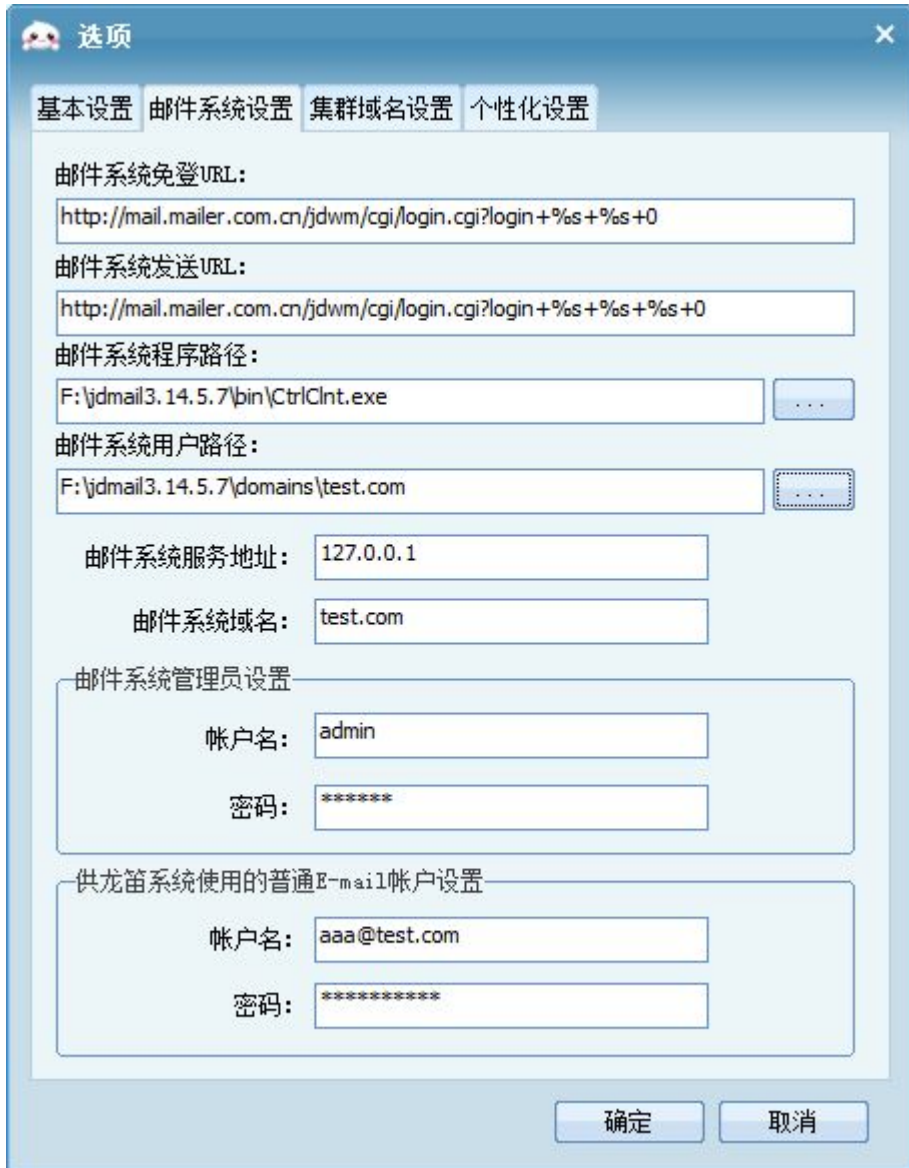 选项
基本设置 邮件系统设置 集群域名设置 个性化设置
邮件系统免登URL:
http://mail.mailer.com.cn/jdwm/cgi/login.cgi?login+%s+%s+0
邮件系统发送URL:
http://mail.mailer.com.cn/jdwm/cgi/login.cgi?login+%s+%s+%s+0
邮件系统程序路径:
F:\jdmail3.14.5.7\bin\CtrlClnt.exe ...
邮件系统用户路径:
F:\jdmail3.14.5.7\domains\test.com ...
邮件系统服务地址: 127.0.0.1
邮件系统域名: test.com
邮件系统管理员设置
帐户名: admin
密码: ******
供龙笛系统使用的普通E-mail帐户设置
帐户名: aaa@test.com
密码: **********
确定 取消